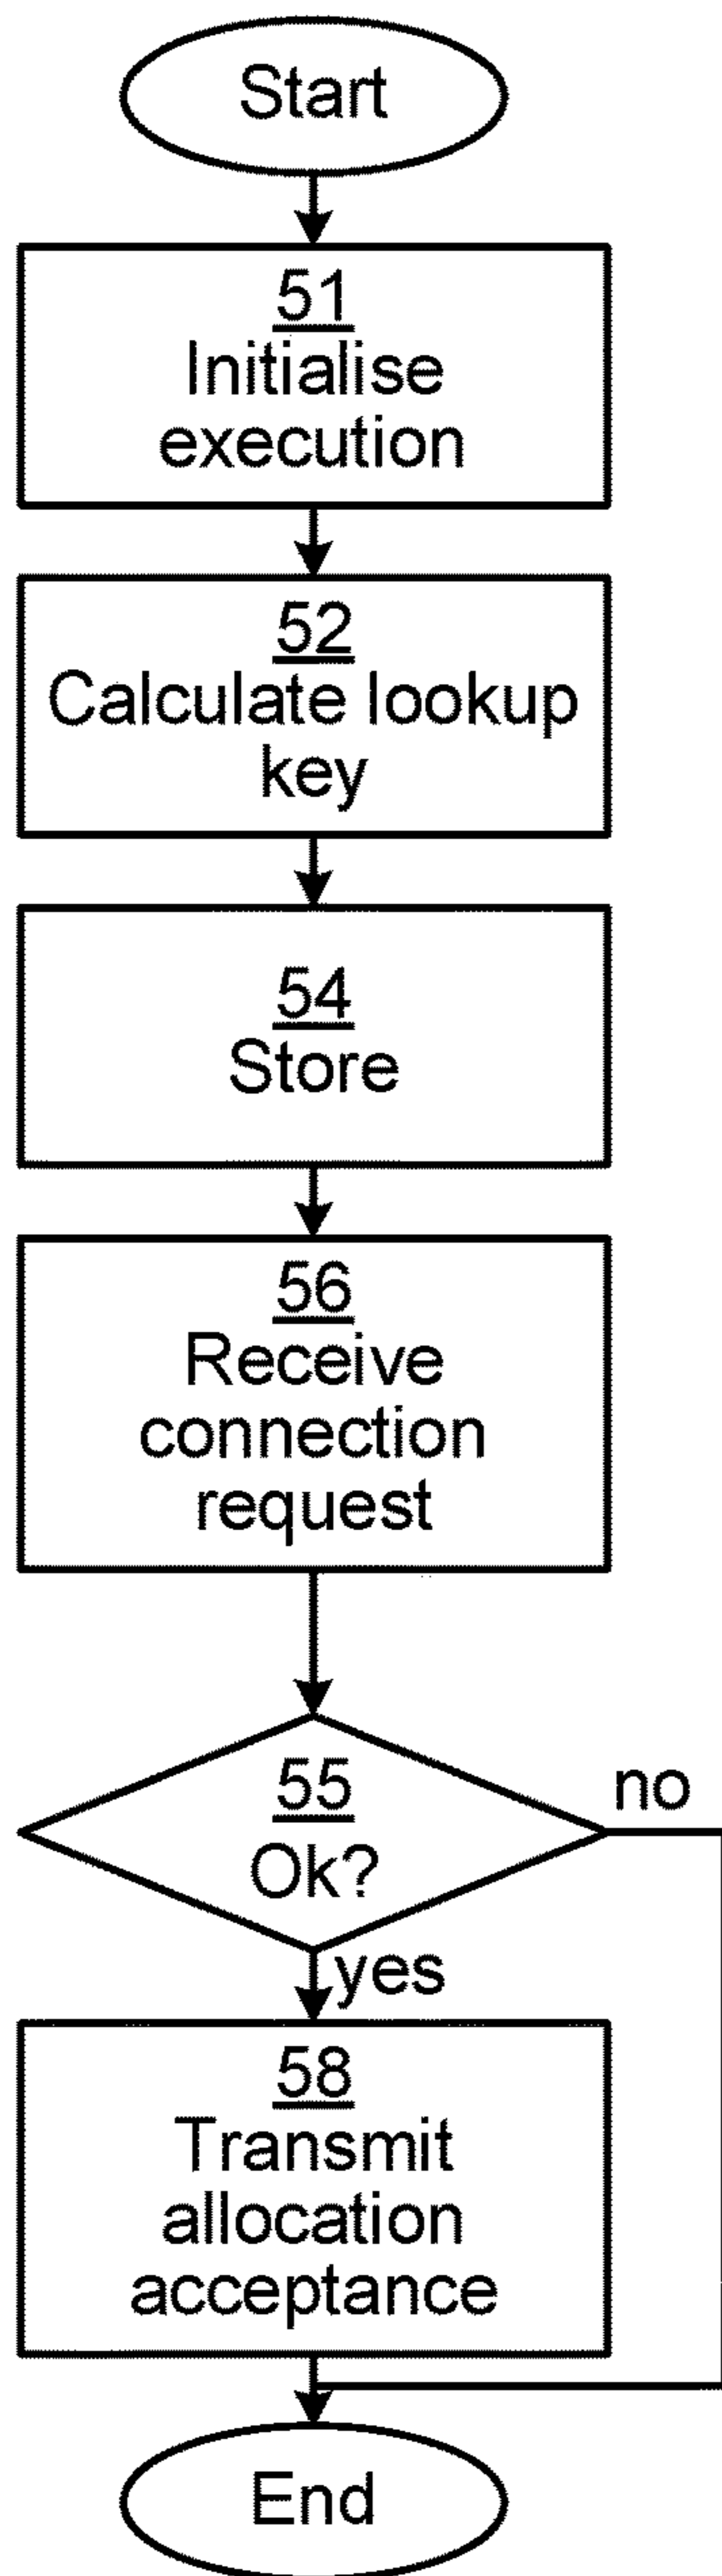 Start
51
Initialise
execution
52
Calculate lookup
key
54
Store
56
Receive
connection
request
55
no
Ok?
yes
58
Transmit
allocation
acceptance
End